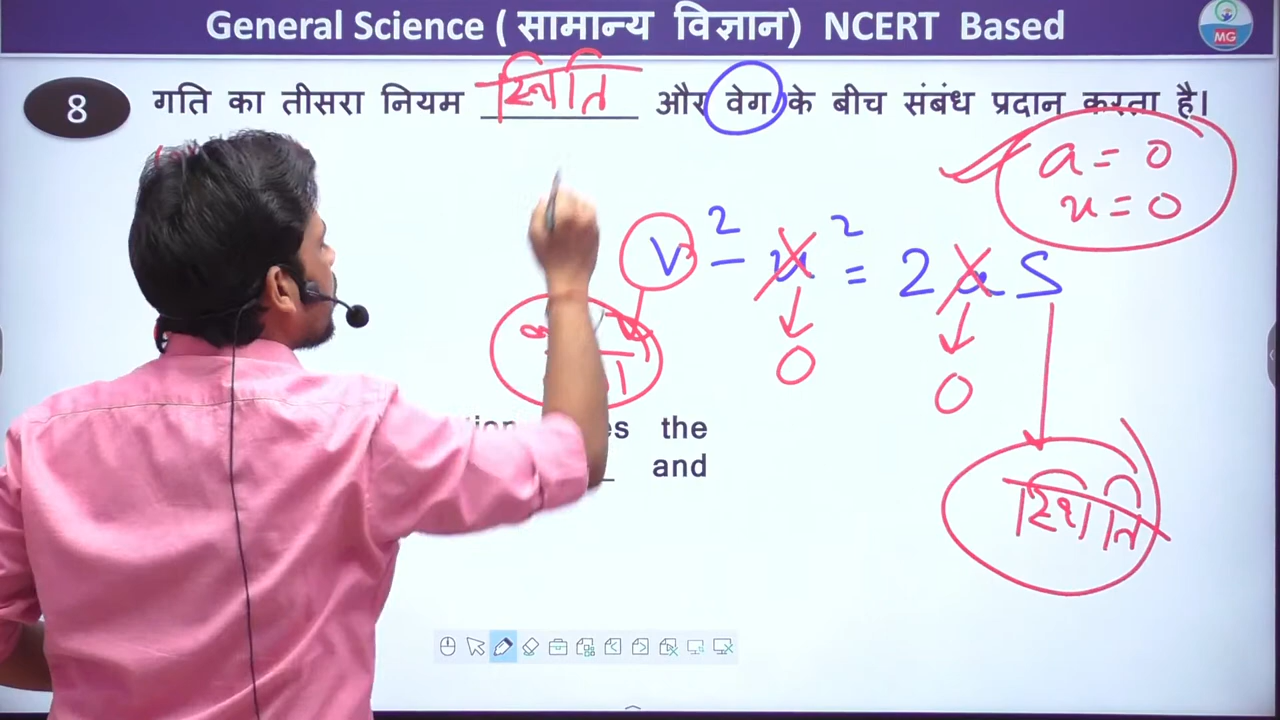 General Science ( सामान्य विज्ञान) NCERT Based
MG
8 गति का तीसरा नियम स्थिति और वेग के बीच संबंध प्रदान करता है।
a = 0
u = 0
v² - u² = 2 a S
0
0
स्थिति
the
and